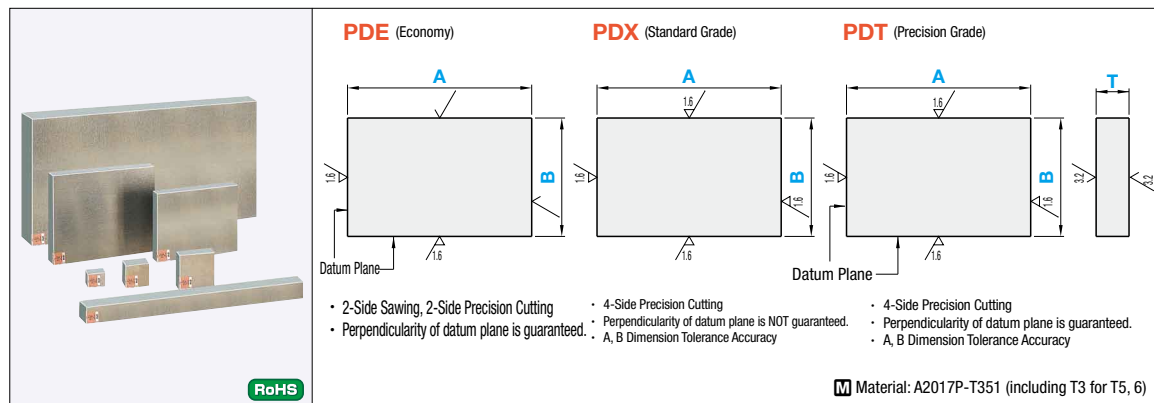 PDE (Economy)
A
B
1.6
1.6
Datum Plane
• 2-Side Sawing, 2-Side Precision Cutting
• Perpendicularity of datum plane is guaranteed.
PDX (Standard Grade)
A
1.6
1.6
B
1.6
1.6
• 4-Side Precision Cutting
• Perpendicularity of datum plane is NOT guaranteed.
• A, B Dimension Tolerance Accuracy
PDT (Precision Grade)
A
T
1.6
1.6
B
1.6
1.6
3.2
3.2
Datum Plane
• 4-Side Precision Cutting
• Perpendicularity of datum plane is guaranteed.
• A, B Dimension Tolerance Accuracy
RoHS
M Material: A2017P-T351 (including T3 for T5, 6)